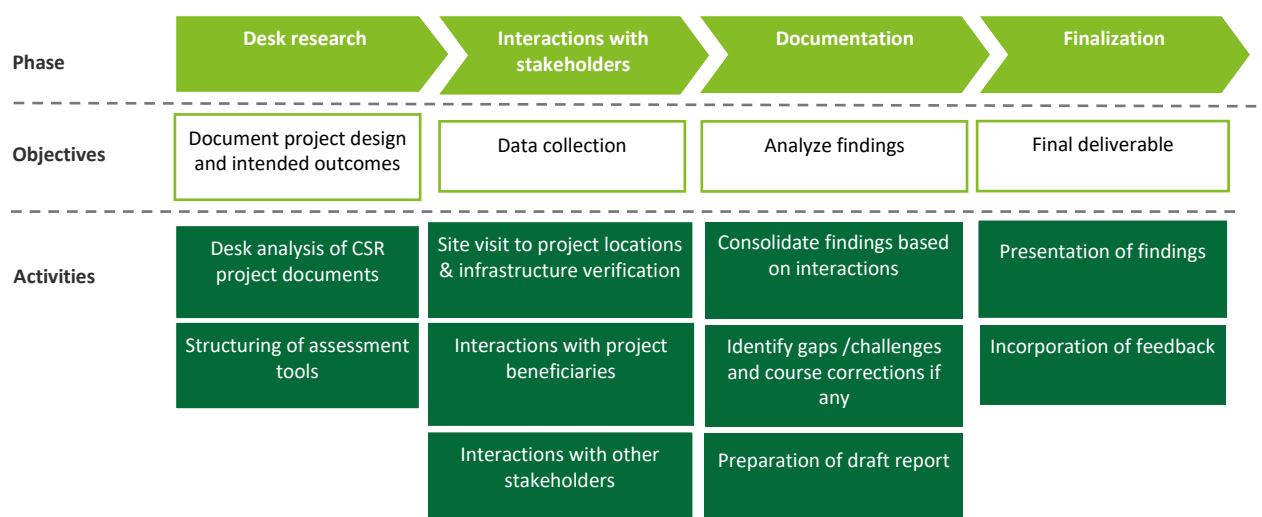 Phase
Desk research
Interactions with
stakeholders
Documentation
Finalization
Objectives
Document project design
and intended outcomes
Data collection
Analyze findings
Final deliverable
Activities
Desk analysis of CSR
project documents
Site visit to project locations
& infrastructure verification
Consolidate findings based
on interactions
Presentation of findings
Structuring of assessment
tools
Interactions with project
beneficiaries
Identify gaps /challenges
and course corrections if
any
Incorporation of feedback
Interactions with other
stakeholders
Preparation of draft report